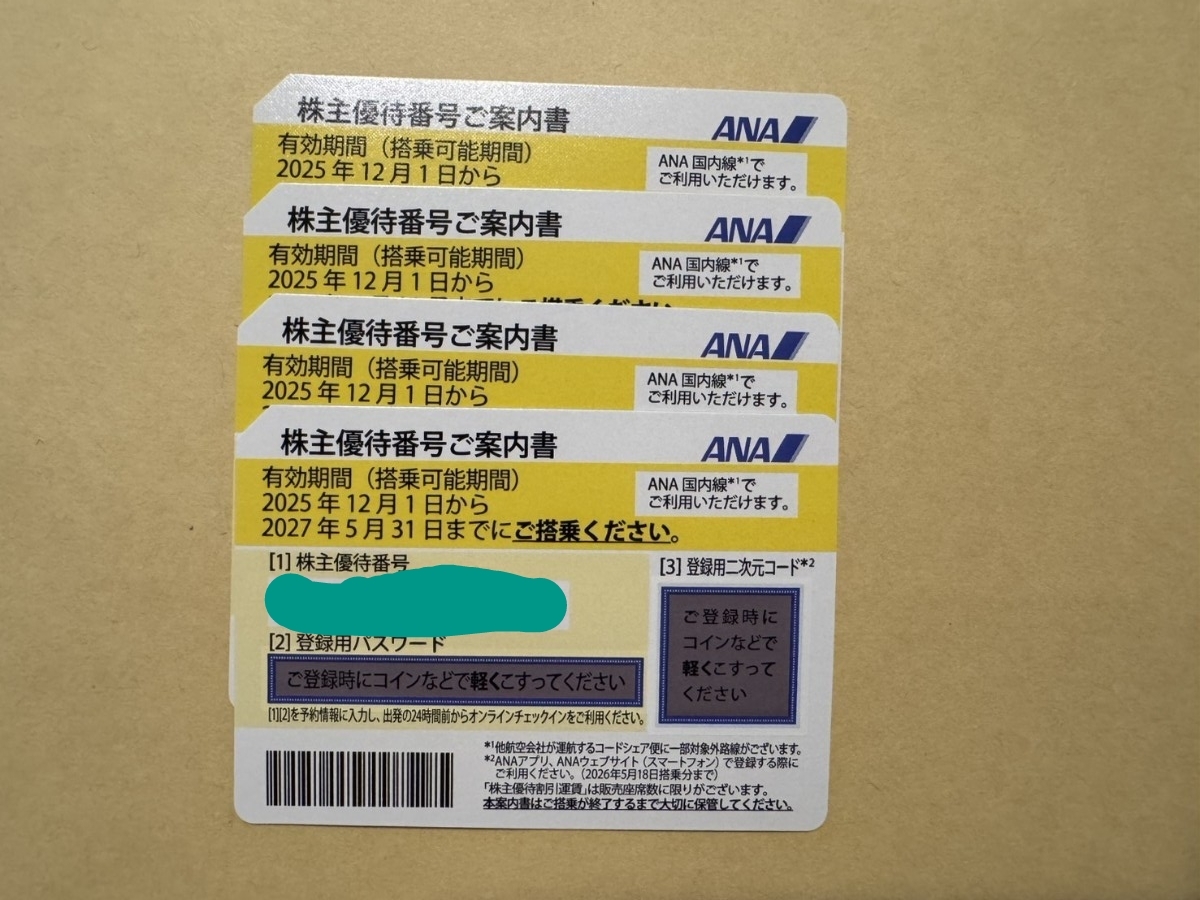 株主優待番号ご案内書
ANA
有効期間（搭乗可能期間）
2025年12月1日から
ANA国内線*1で
ご利用いただけます。
株主優待番号ご案内書
ANA
有効期間（搭乗可能期間）
2025年12月1日から
ANA国内線*1で
ご利用いただけます。
株主優待番号ご案内書
ANA
有効期間（搭乗可能期間）
2025年12月1日から
ANA国内線*1で
ご利用いただけます。
株主優待番号ご案内書
ANA
有効期間（搭乗可能期間）
2025年12月1日から
2027年5月31日までにご搭乗ください。
ANA国内線*1で
ご利用いただけます。
[1] 株主優待番号
[2] 登録用パスワード
ご登録時にコインなどで軽くこすってください
[1][2]を予約情報に入力し、出発の24時間前からオンラインチェックインをご利用ください。
[3] 登録用二次元コード*2
ご登録時に
コインなどで
軽くこすって
ください
*1他航空会社が運航するコードシェア便に一部対象外路線がございます。
*2ANAアプリ、ANAウェブサイト（スマートフォン）で登録する際に
ご利用ください。（2026年5月18日搭乗分まで）
「株主優待割引運賃」は販売座席数に限りがございます。
本案内書はご搭乗が終了するまで大切に保管してください。